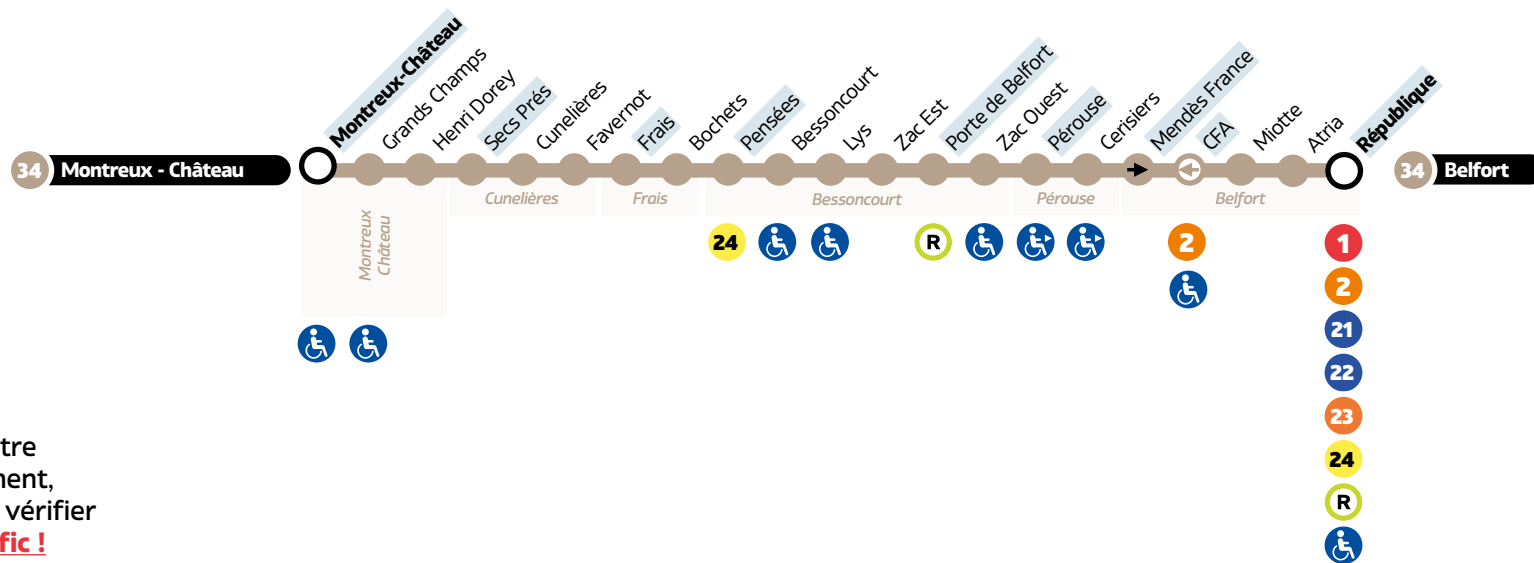 Montreux-Château
Grands Champs
Henri Dorey
Secs Prés
Cunelières
Favernot
Frais
Bochets
Pensées
Bessoncourt
Lys
Zac Est
Porte de Belfort
Zac Ouest
Pérouse
Cerisiers
Mendès France
CFA
Miotte
Atria
République
34 Montreux - Château
34 Belfort
Cunelières
Frais
Bessoncourt
Pérouse
Belfort
Montreux
Château
24
R
2
1
2
21
22
23
24
R
tre
ment,
vérifier
fic !